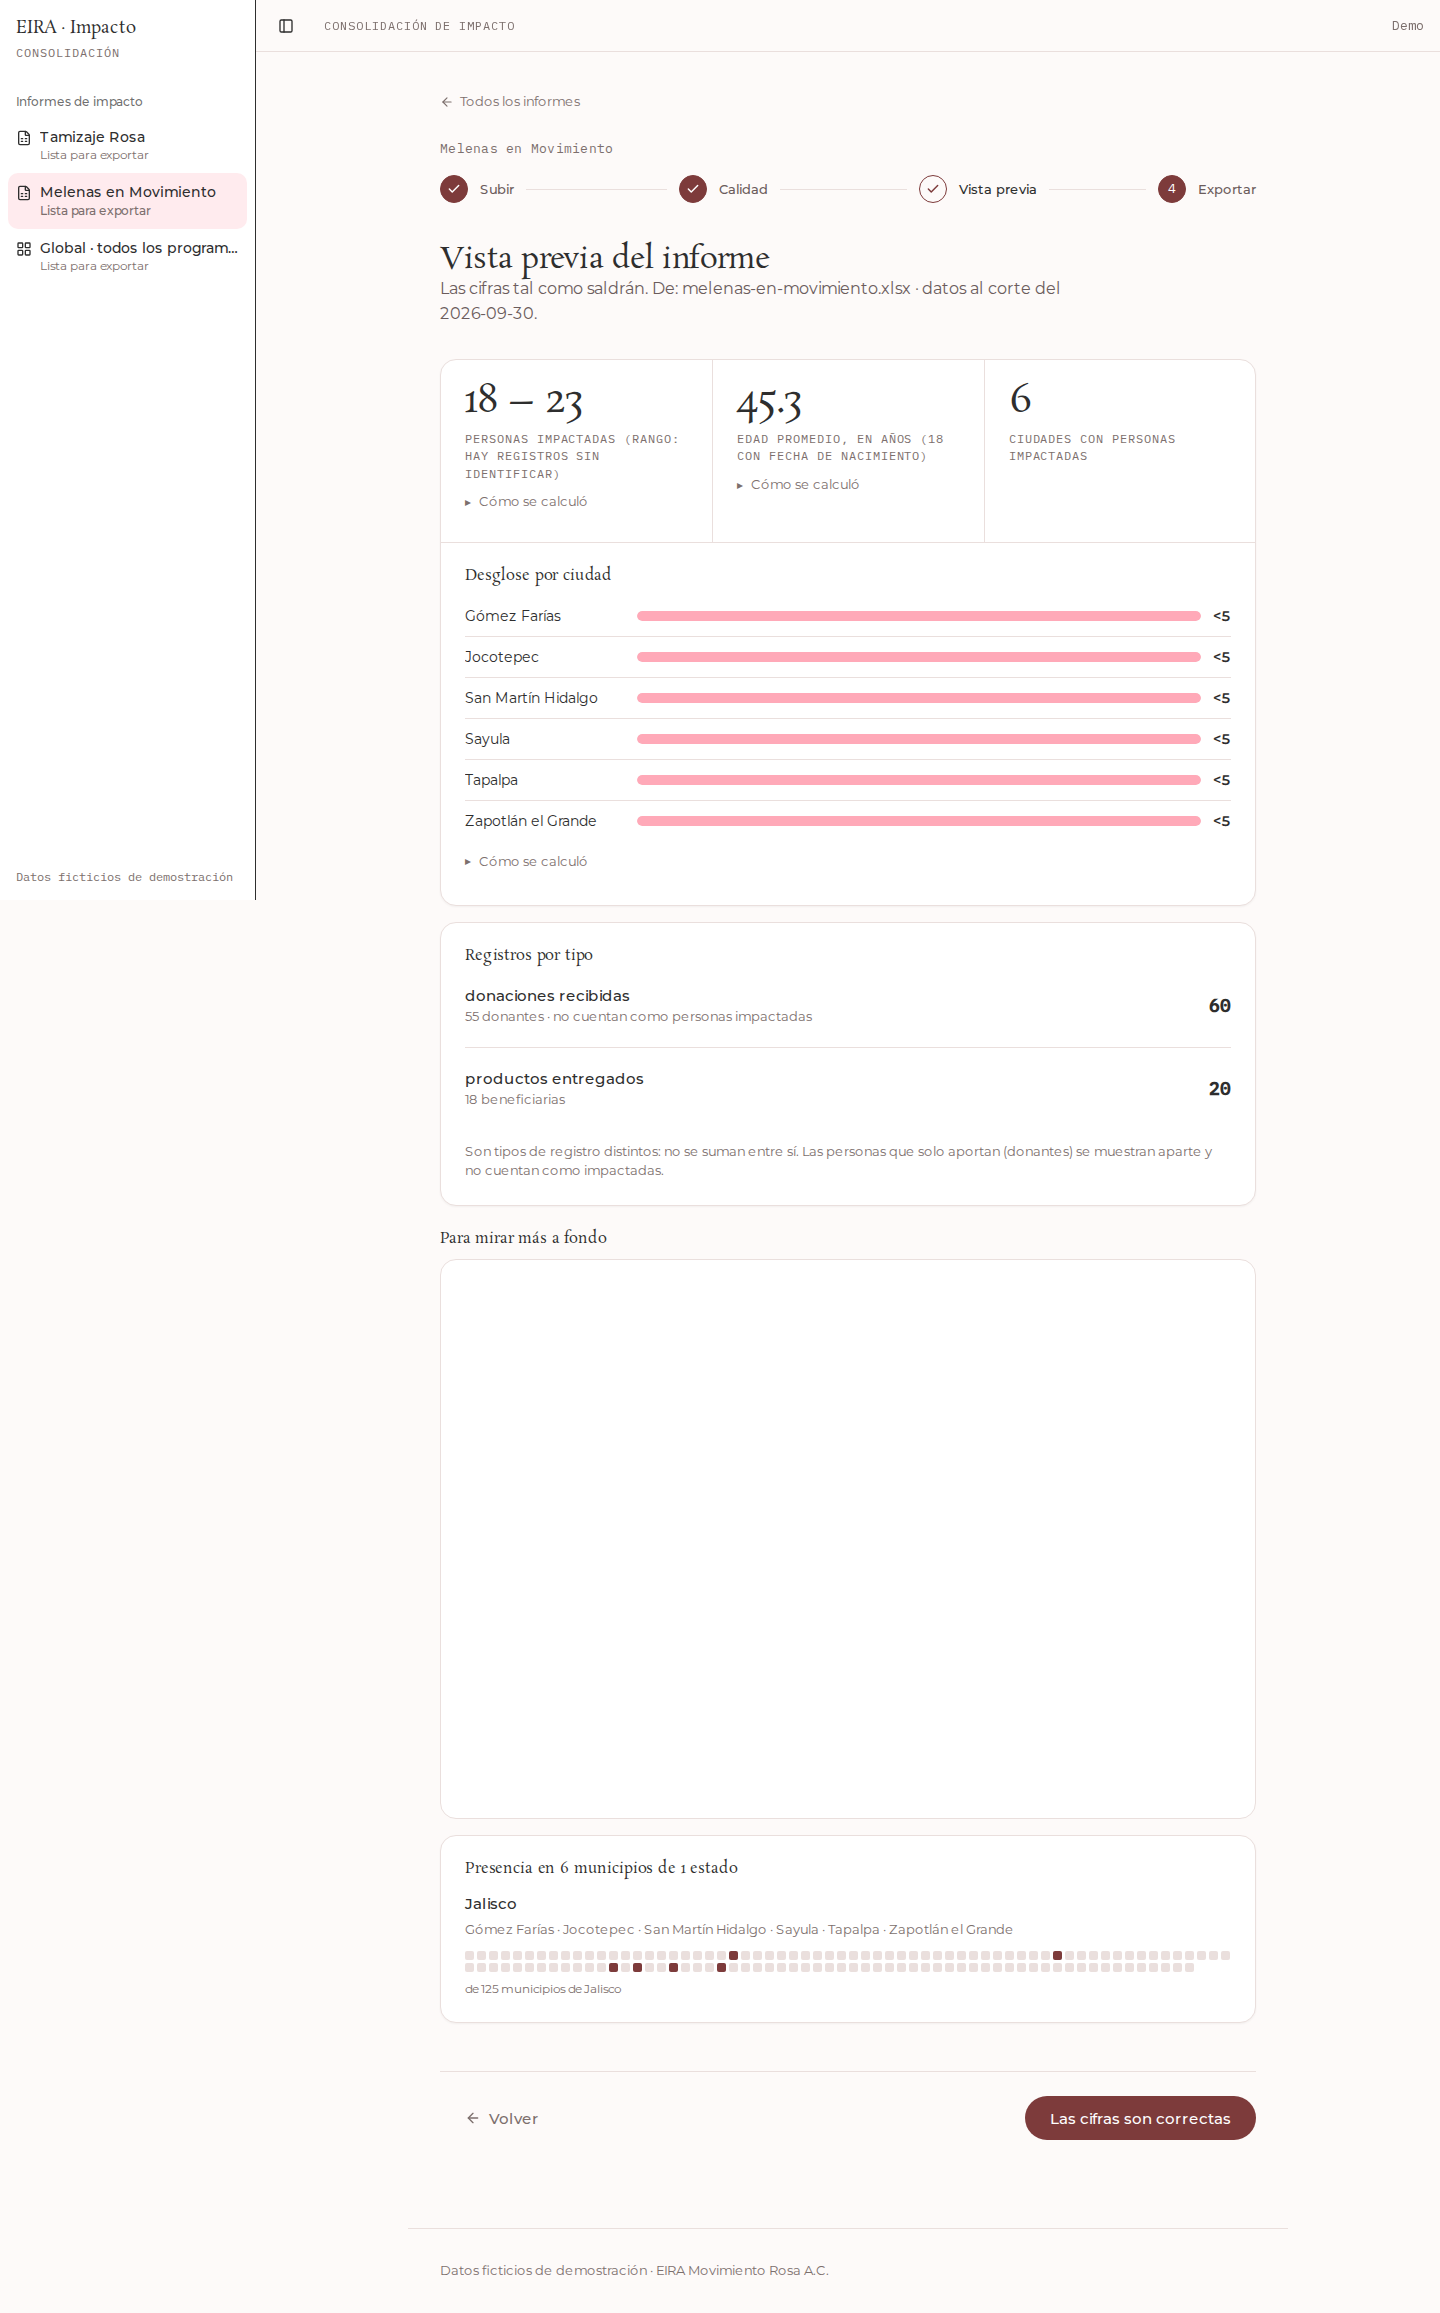 EIRA · Impacto
CONSOLIDACIÓN
Informes de impacto
Tamizaje Rosa
Lista para exportar
Melenas en Movimiento
Lista para exportar
Global · todos los program...
Lista para exportar
Datos ficticios de demostración
CONSOLIDACIÓN DE IMPACTO
Demo
← Todos los informes
Melenas en Movimiento
Subir
Calidad
Vista previa
4 Exportar
Vista previa del informe
Las cifras tal como saldrán. De: melenas-en-movimiento.xlsx · datos al corte del
2026-09-30.
18 – 23
PERSONAS IMPACTADAS (RANGO:
HAY REGISTROS SIN
IDENTIFICAR)
▸ Cómo se calculó
45.3
EDAD PROMEDIO, EN AÑOS (18
CON FECHA DE NACIMIENTO)
▸ Cómo se calculó
6
CIUDADES CON PERSONAS
IMPACTADAS
Desglose por ciudad
Gómez Farías <5
Jocotepec <5
San Martín Hidalgo <5
Sayula <5
Tapalpa <5
Zapotlán el Grande <5
▸ Cómo se calculó
Registros por tipo
donaciones recibidas
55 donantes · no cuentan como personas impactadas
60
productos entregados
18 beneficiarias
20
Son tipos de registro distintos: no se suman entre sí. Las personas que solo aportan (donantes) se muestran aparte y
no cuentan como impactadas.
Para mirar más a fondo
Presencia en 6 municipios de 1 estado
Jalisco
Gómez Farías · Jocotepec · San Martín Hidalgo · Sayula · Tapalpa · Zapotlán el Grande
de 125 municipios de Jalisco
← Volver
Las cifras son correctas
Datos ficticios de demostración · EIRA Movimiento Rosa A.C.